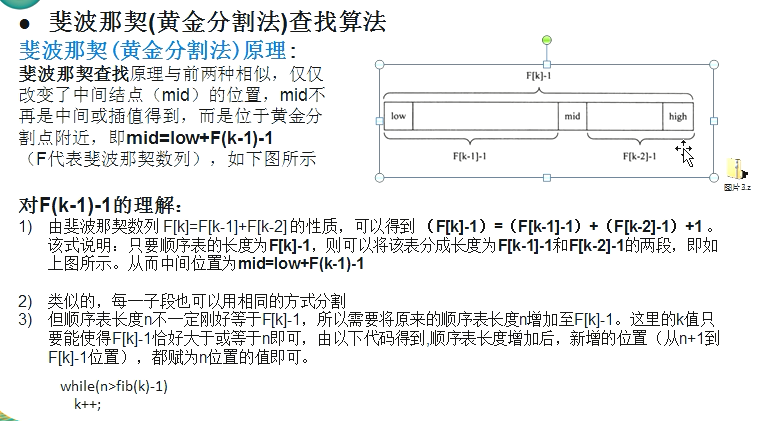 ● 斐波那契(黄金分割法)查找算法
斐波那契(黄金分割法)原理:
斐波那契查找原理与前两种相似，仅仅
改变了中间结点（mid）的位置，mid不
再是中间或插值得到，而是位于黄金分
割点附近，即mid=low+F(k-1)-1
（F代表斐波那契数列），如下图所示
F[k]-1
low
mid
high
F[k-1]-1
F[k-2]-1
图片3.z
对F(k-1)-1的理解：
1) 由斐波那契数列 F[k]=F[k-1]+F[k-2] 的性质，可以得到 （F[k]-1）=（F[k-1]-1）+（F[k-2]-1）+1 。
该式说明：只要顺序表的长度为F[k]-1，则可以将该表分成长度为F[k-1]-1和F[k-2]-1的两段，即如
上图所示。从而中间位置为mid=low+F(k-1)-1
2) 类似的，每一子段也可以用相同的方式分割
3) 但顺序表长度n不一定刚好等于F[k]-1，所以需要将原来的顺序表长度n增加至F[k]-1。这里的k值只
要能使得F[k]-1恰好大于或等于n即可，由以下代码得到,顺序表长度增加后，新增的位置（从n+1到
F[k]-1位置），都赋为n位置的值即可。
while(n>fib(k)-1)
k++;